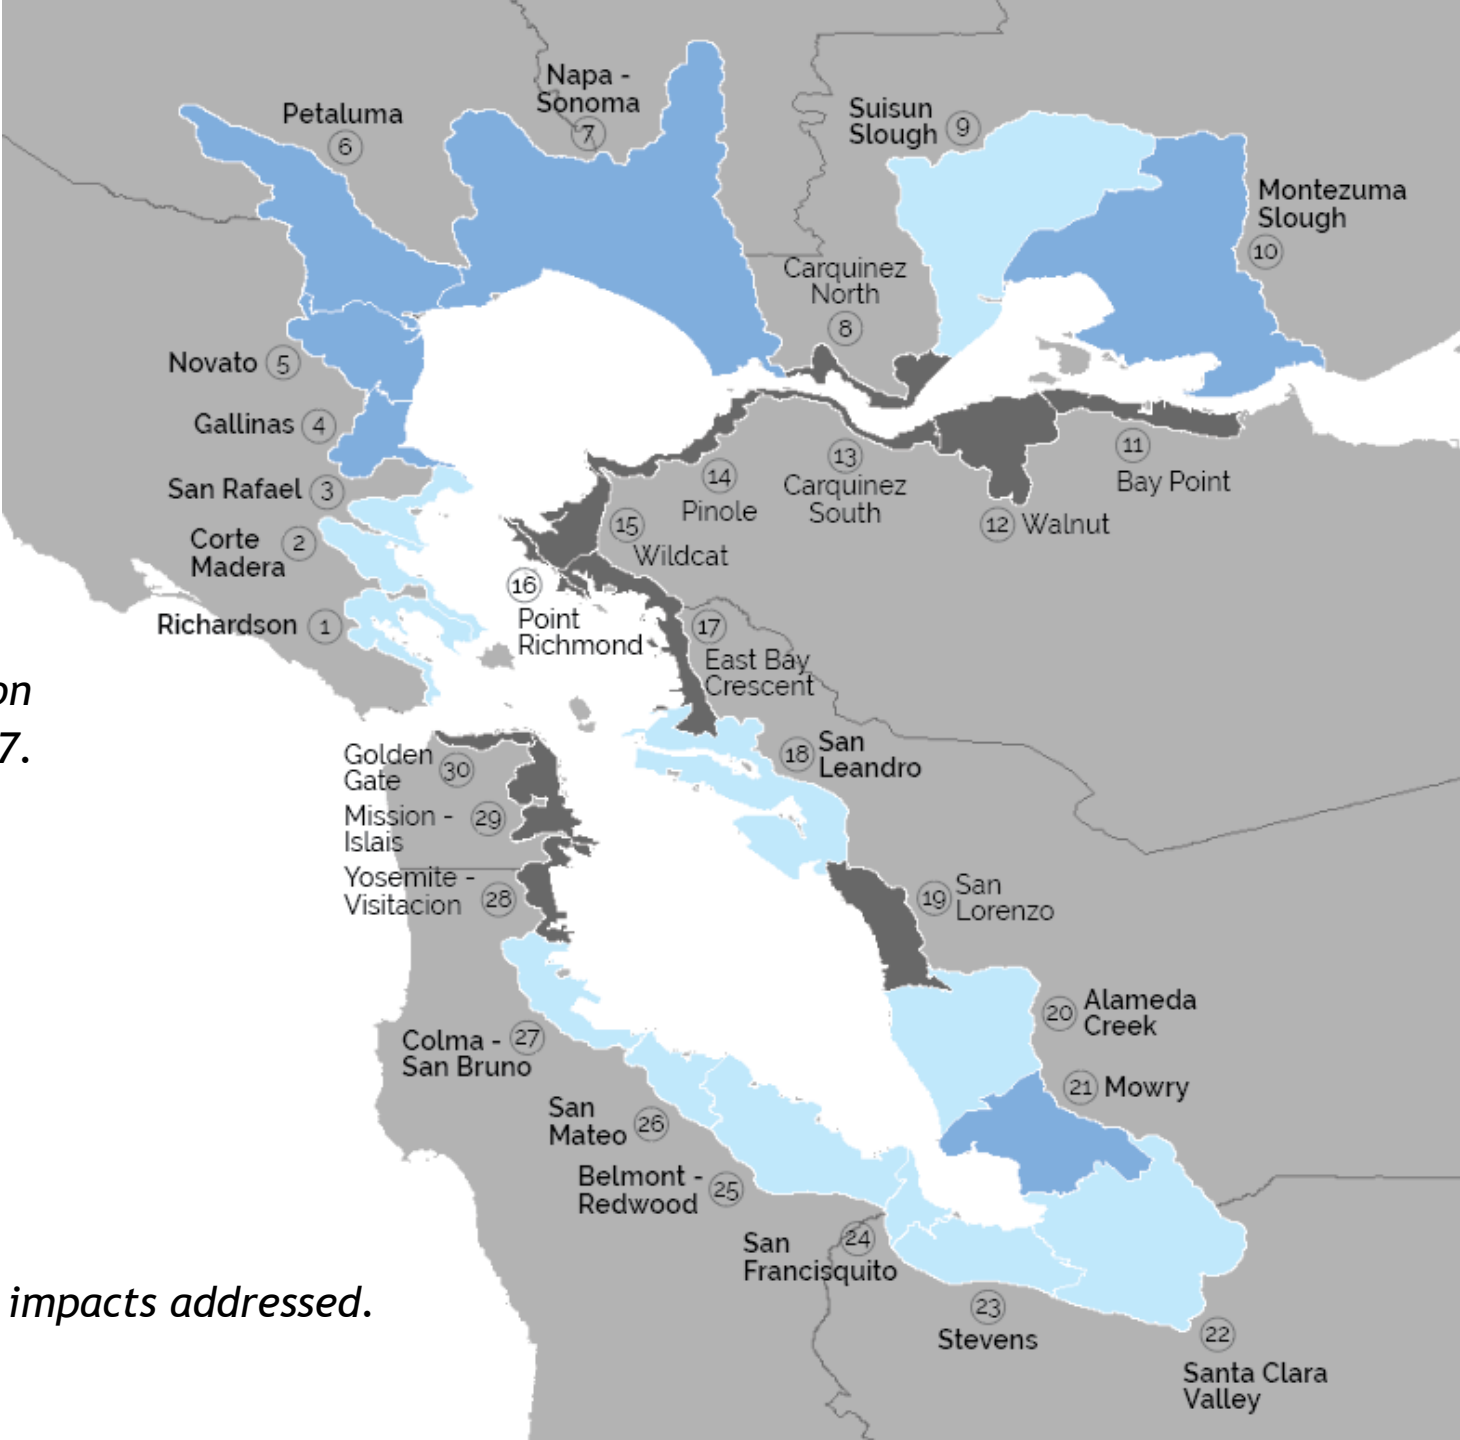 Petaluma
6
Napa -
Sonoma
7
Suisun
Slough
9
Montezuma
Slough
10
Carquinez
North
8
Novato
5
Gallinas
4
San Rafael
3
Corte
Madera
2
Richardson
1
11
Bay Point
12
Walnut
13
Carquinez
South
14
Pinole
15
Wildcat
16
Point
Richmond
17
East Bay
Crescent
on
7.
18
San
Leandro
Golden
Gate
30
Mission -
Islais
29
Yosemite -
Visitacion
28
19
San
Lorenzo
20
Alameda
Creek
21
Mowry
Colma -
San Bruno
27
San
Mateo
26
Belmont -
Redwood
25
San
Francisquito
24
impacts addressed.
23
Stevens
22
Santa Clara
Valley